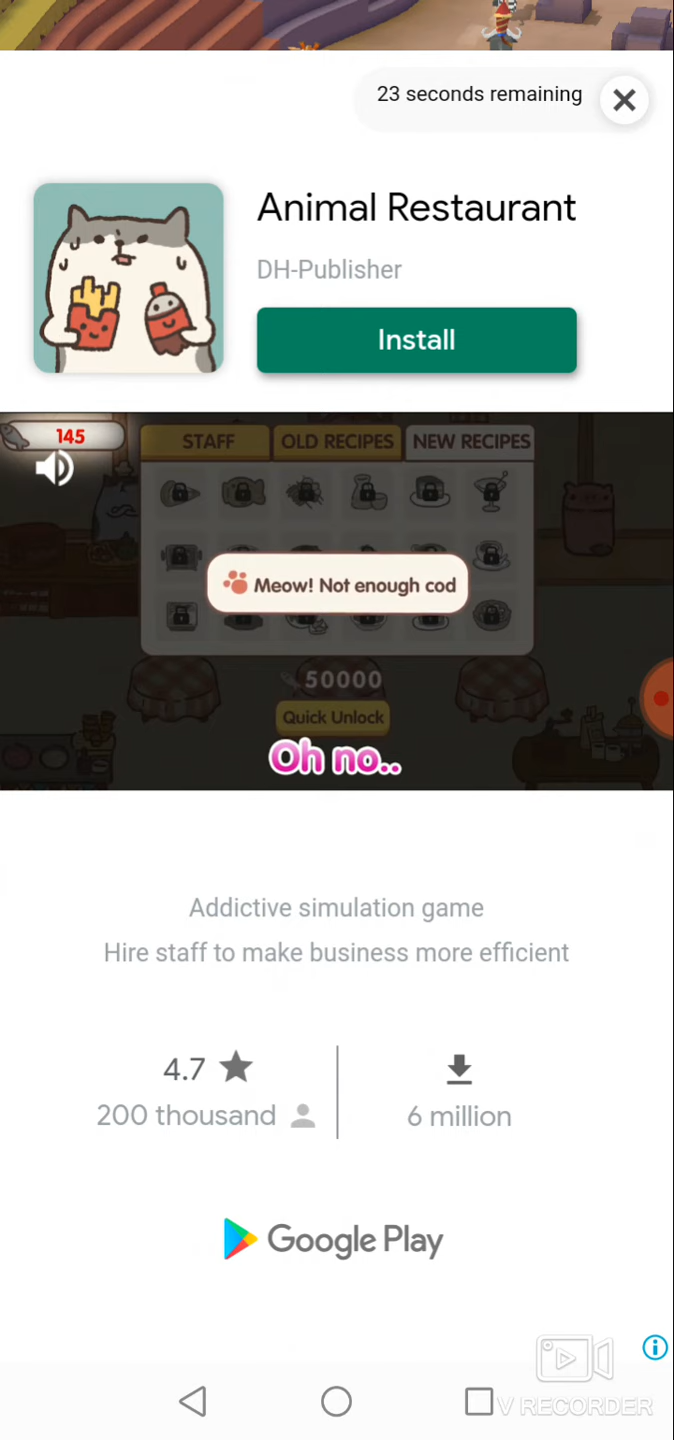 23 seconds remaining
Animal Restaurant
DH-Publisher
Install
145
STAFF
OLD RECIPES
NEW RECIPES
Meow! Not enough cod
50000
Quick Unlock
Oh no..
Addictive simulation game
Hire staff to make business more efficient
4.7
200 thousand
6 million
Google Play
V RECORDER